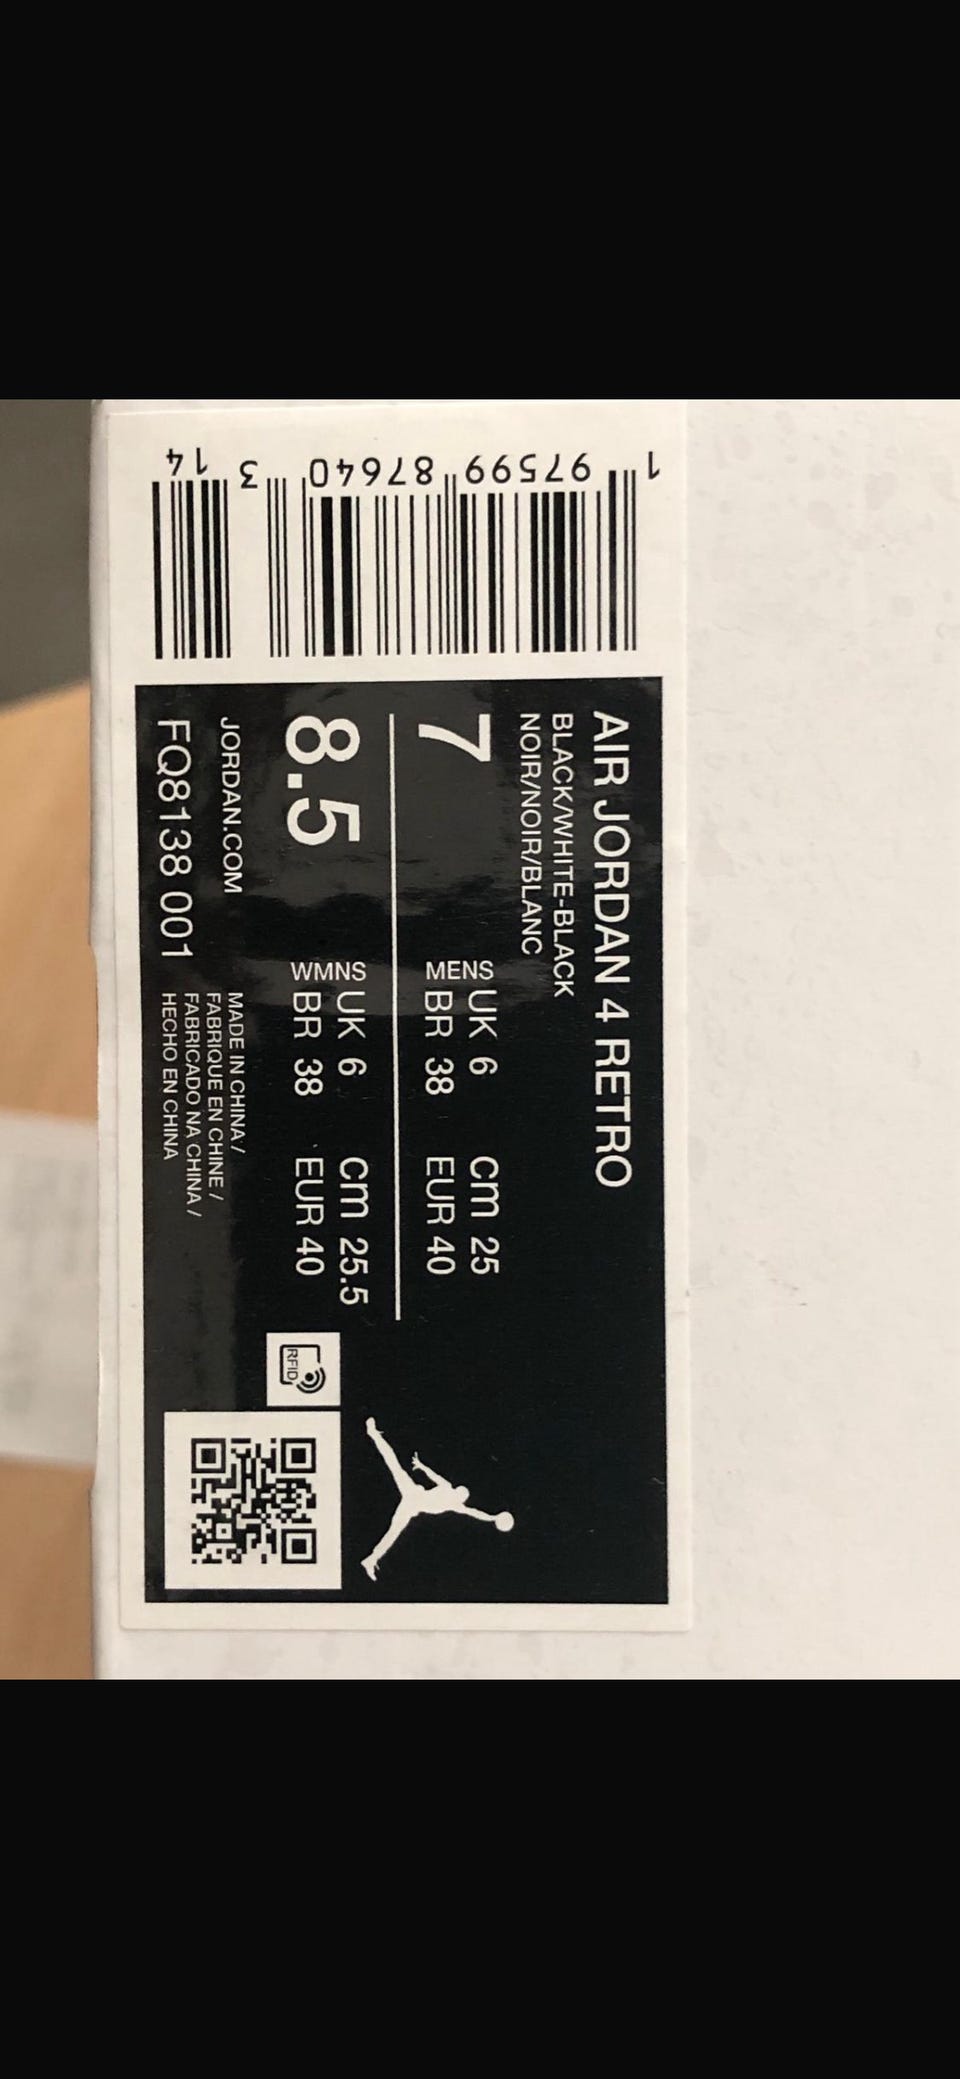 AIR JORDAN 4 RETRO
BLACK/WHITE-BLACK
NOIR/NOIR/BLANC
7
MENS
UK 6 cm 25
BR 38 EUR 40
8.5
WMNS
UK 6 cm 25.5
BR 38 EUR 40
JORDAN.COM
FQ8138 001
MADE IN CHINA /
FABRIQUE EN CHINE /
FABRICADO NA CHINA /
HECHO EN CHINA
RFID
1 97599 87640 3 14